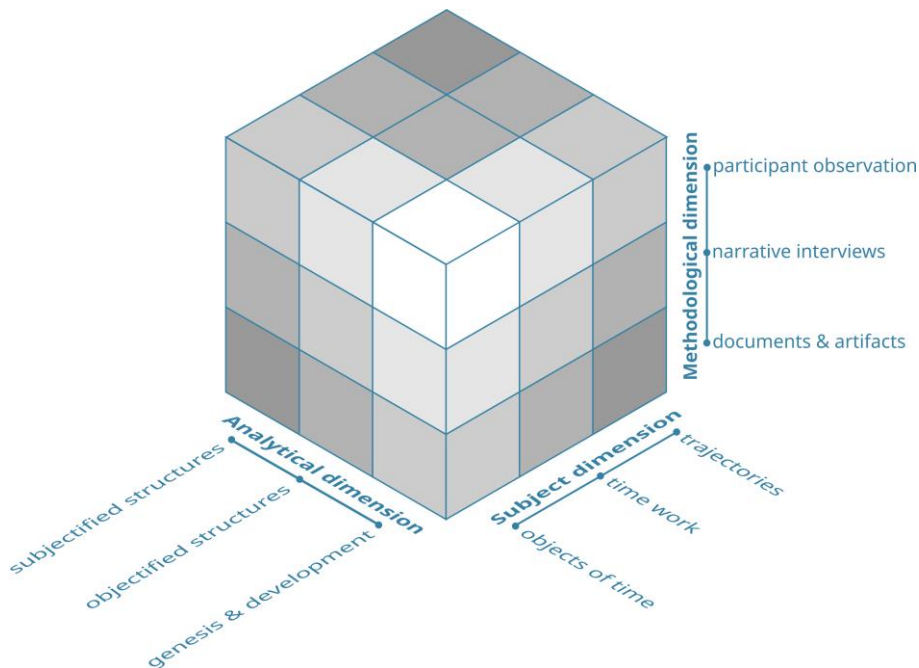 Methodological dimension
participant observation
narrative interviews
documents & artifacts
Analytical dimension
subjectified structures
objectified structures
genesis & development
Subject dimension
trajectories
time work
objects of time